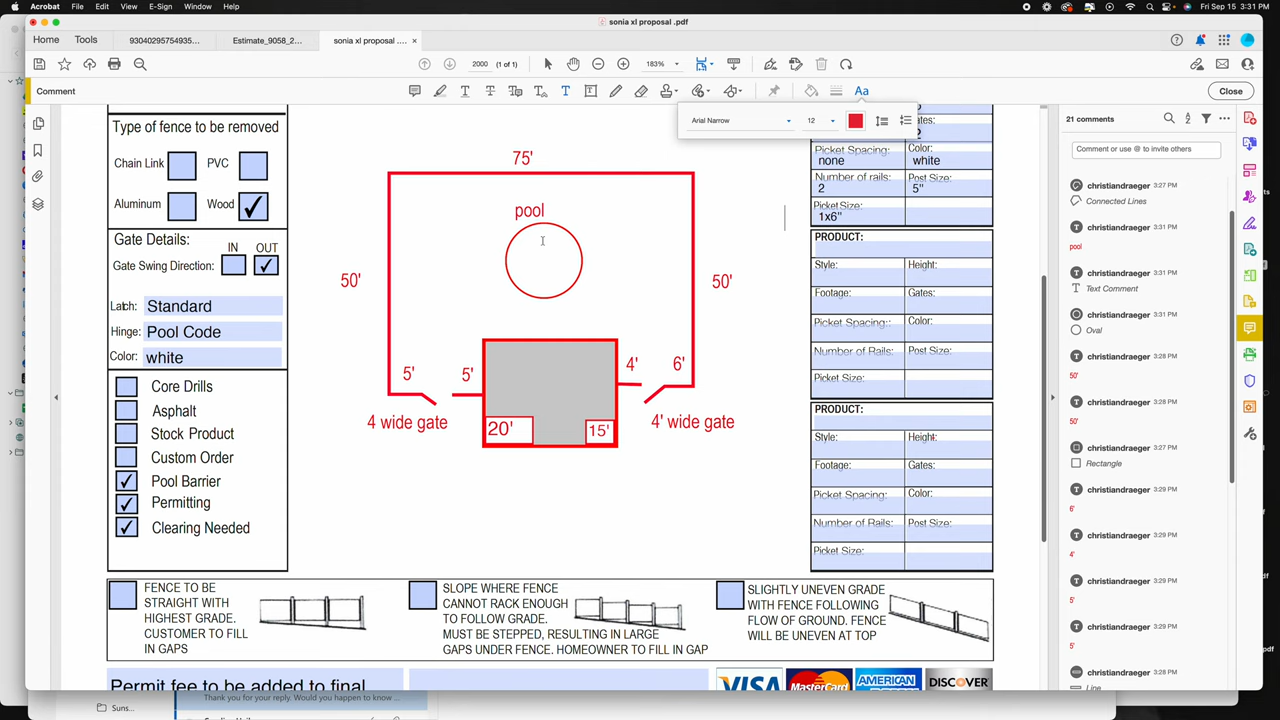 Acrobat File Edit View E-Sign Window Help
Fri Sep 15 3:31 PM
sonia xl proposal .pdf
Home Tools 93040295754935... Estimate_9058_2... sonia xl proposal .... ×
2000 (1 of 1) 183%
Comment
Aa
Close
Arial Narrow 12
21 comments
Comment or use @ to invite others
christiandraeger 3:27 PM
Connected Lines
christiandraeger 3:31 PM
pool
christiandraeger 3:31 PM
Text Comment
christiandraeger 3:31 PM
Oval
christiandraeger 3:28 PM
50'
christiandraeger 3:28 PM
50'
christiandraeger 3:27 PM
Rectangle
christiandraeger 3:29 PM
6'
christiandraeger 3:29 PM
4'
christiandraeger 3:29 PM
5'
christiandraeger 3:29 PM
5'
christiandraeger 3:28 PM
Line
Type of fence to be removed
Chain Link PVC
Aluminum Wood
Gate Details:
IN OUT
Gate Swing Direction:
Latch: Standard
Hinge: Pool Code
Color: white
Core Drills
Asphalt
Stock Product
Custom Order
Pool Barrier
Permitting
Clearing Needed
75'
pool
50'
50'
5'
5'
4'
6'
4 wide gate
4' wide gate
20'
15'
Gates:
2
Picket Spacing: Color:
none white
Number of rails: Post Size:
2 5"
Picket Size:
1x6"
PRODUCT:
Style: Height:
Footage: Gates:
Picket Spacing:: Color:
Number of Rails: Post Size:
Picket Size:
PRODUCT:
Style: Height:
Footage: Gates:
Picket Spacing: Color:
Number of Rails: Post Size:
Picket Size:
FENCE TO BE
STRAIGHT WITH
HIGHEST GRADE.
CUSTOMER TO FILL
IN GAPS
SLOPE WHERE FENCE
CANNOT RACK ENOUGH
TO FOLLOW GRADE.
MUST BE STEPPED, RESULTING IN LARGE
GAPS UNDER FENCE. HOMEOWNER TO FILL IN GAP
SLIGHTLY UNEVEN GRADE
WITH FENCE FOLLOWING
FLOW OF GROUND. FENCE
WILL BE UNEVEN AT TOP
Permit fee to be added to final
VISA MasterCard AMERICAN DISCOVER
Thank you for your reply. Would you happen to know ...
Suns...